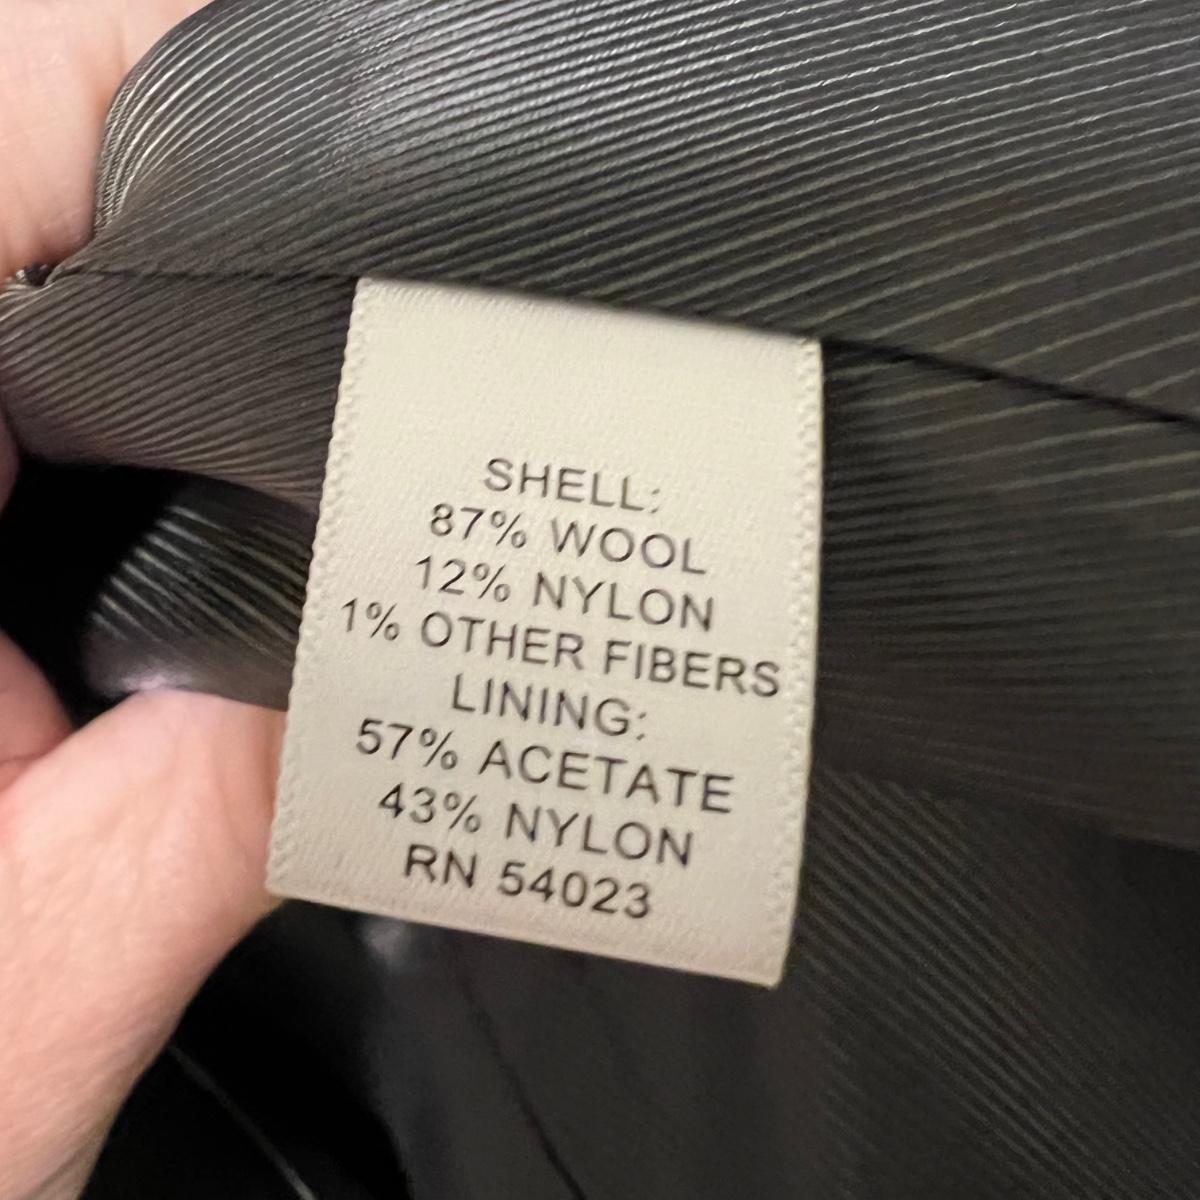 SHELL:
87% WOOL
12% NYLON
1% OTHER FIBERS
LINING:
57% ACETATE
43% NYLON
RN 54023